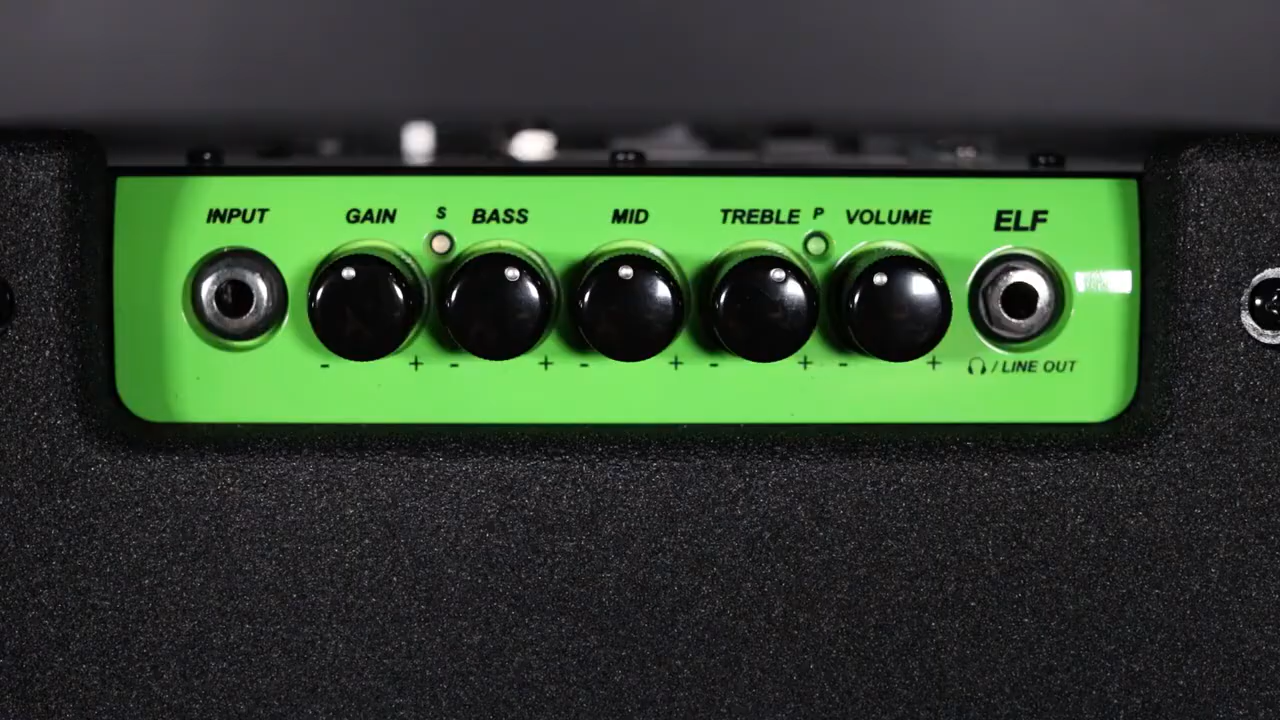 INPUT GAIN S BASS MID TREBLE P VOLUME ELF
- + - + - + - + - + / LINE OUT